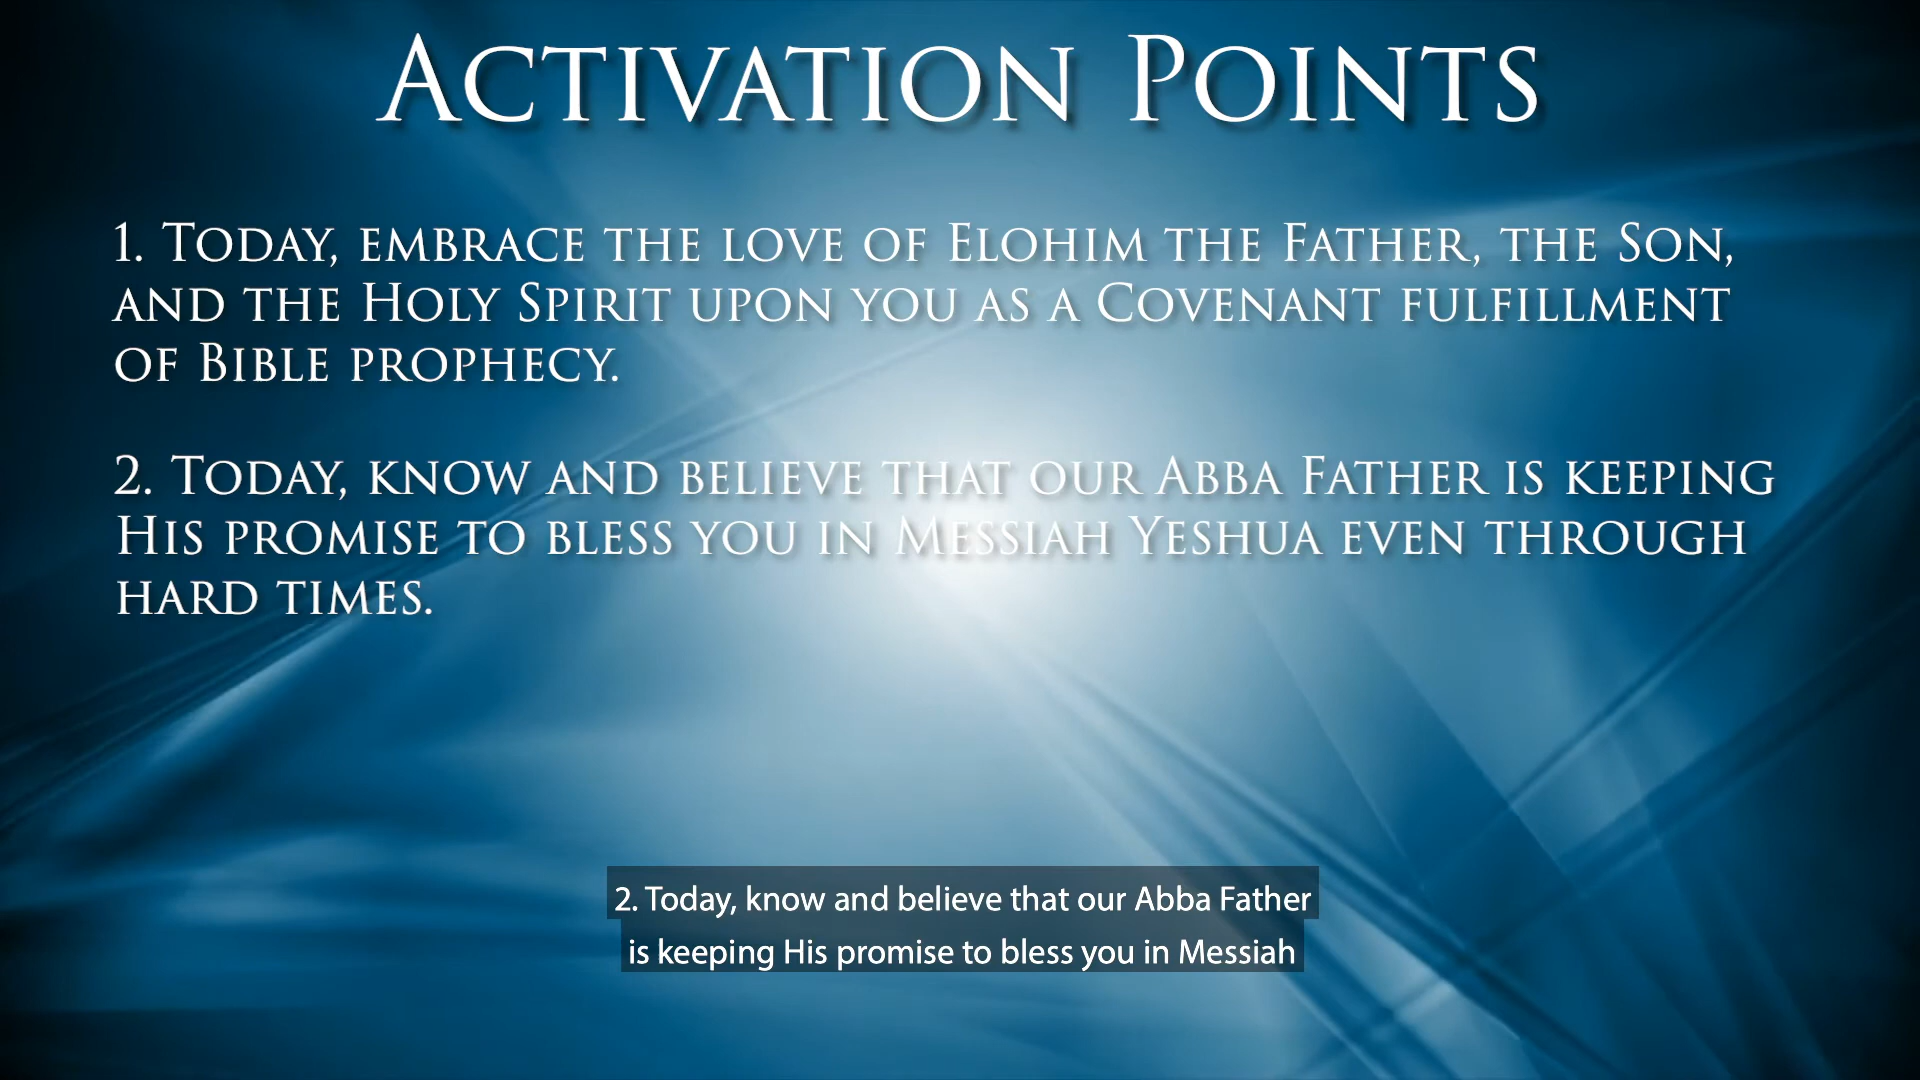 Activation Points
1. Today, embrace the love of Elohim the Father, the Son,
and the Holy Spirit upon you as a Covenant fulfillment
of Bible prophecy.
2. Today, know and believe that our Abba Father is keeping
His promise to bless you in Messiah Yeshua even through
hard times.
2. Today, know and believe that our Abba Father
is keeping His promise to bless you in Messiah